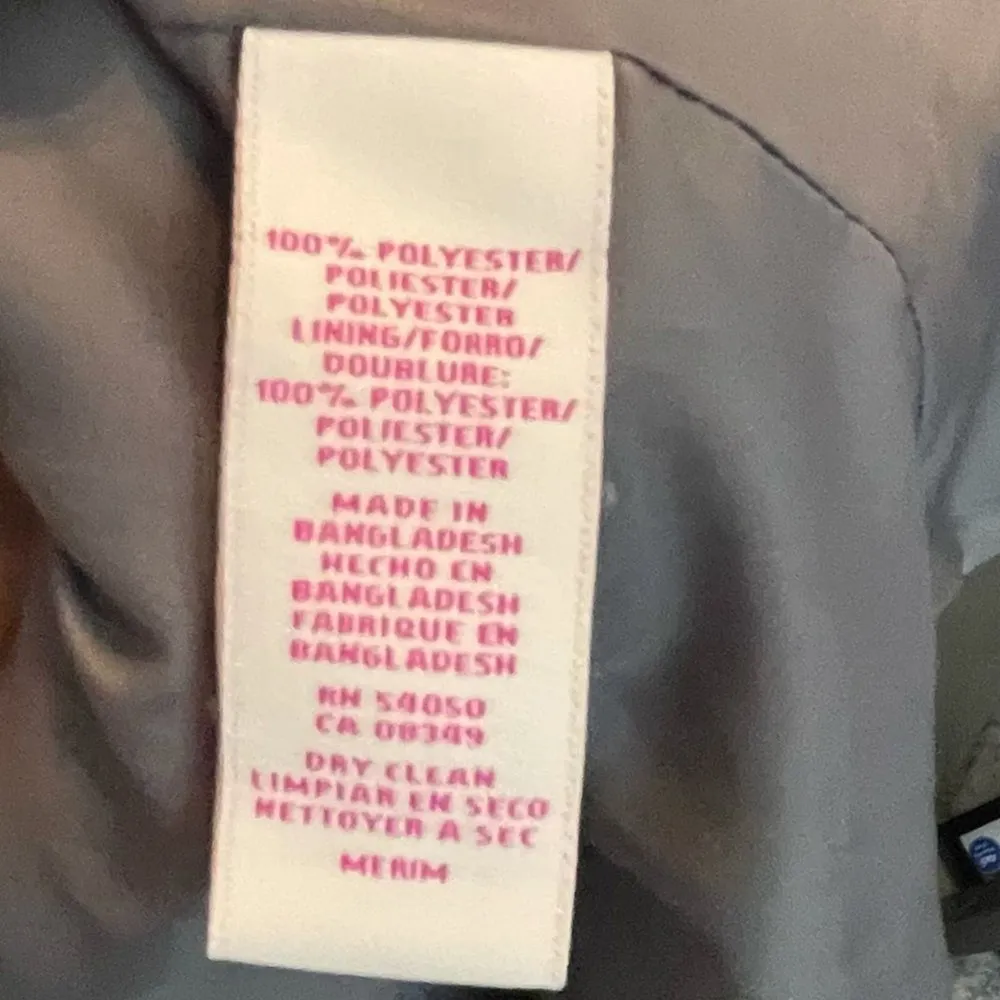 100% POLYESTER/
POLIESTER/
POLYESTER
LINING/FORRO/
DOUBLURE:
100% POLYESTER/
POLIESTER/
POLYESTER
MADE IN
BANGLADESH
HECHO EN
BANGLADESH
FABRIQUE EN
BANGLADESH
RN 54050
CA 08349
DRY CLEAN
LIMPIAR EN SECO
NETTOYER A SEC
MERIM